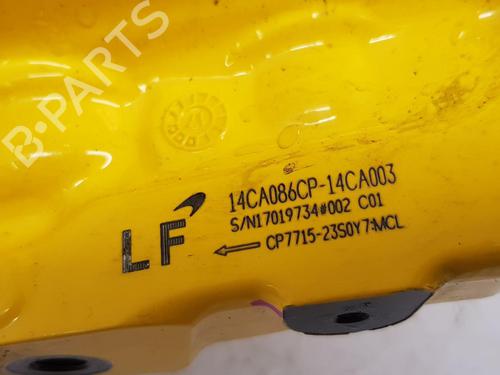 B-PARTS
14CA086CP-14CA003
S/N17019734#002 C01
LF
CP7715-23S0Y7:MCL